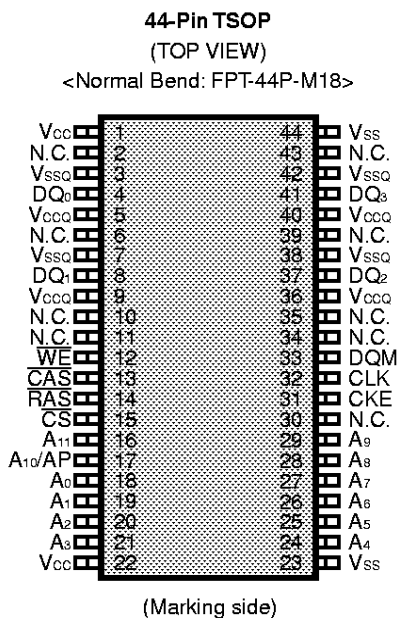 44-Pin TSOP
(TOP VIEW)
<Normal Bend: FPT-44P-M18>
VCC 1 44 VSS
N.C. 2 43 N.C.
VSSQ 3 42 VSSQ
DQ0 4 41 DQ3
VCCQ 5 40 VCCQ
N.C. 6 39 N.C.
VSSQ 7 38 VSSQ
DQ1 8 37 DQ2
VCCQ 9 36 VCCQ
N.C. 10 35 N.C.
N.C. 11 34 N.C.
W̅E̅ 12 33 DQM
C̅A̅S̅ 13 32 CLK
R̅A̅S̅ 14 31 CKE
C̅S̅ 15 30 N.C.
A11 16 29 A9
A10/AP 17 28 A8
A0 18 27 A7
A1 19 26 A6
A2 20 25 A5
A3 21 24 A4
VCC 22 23 VSS
(Marking side)